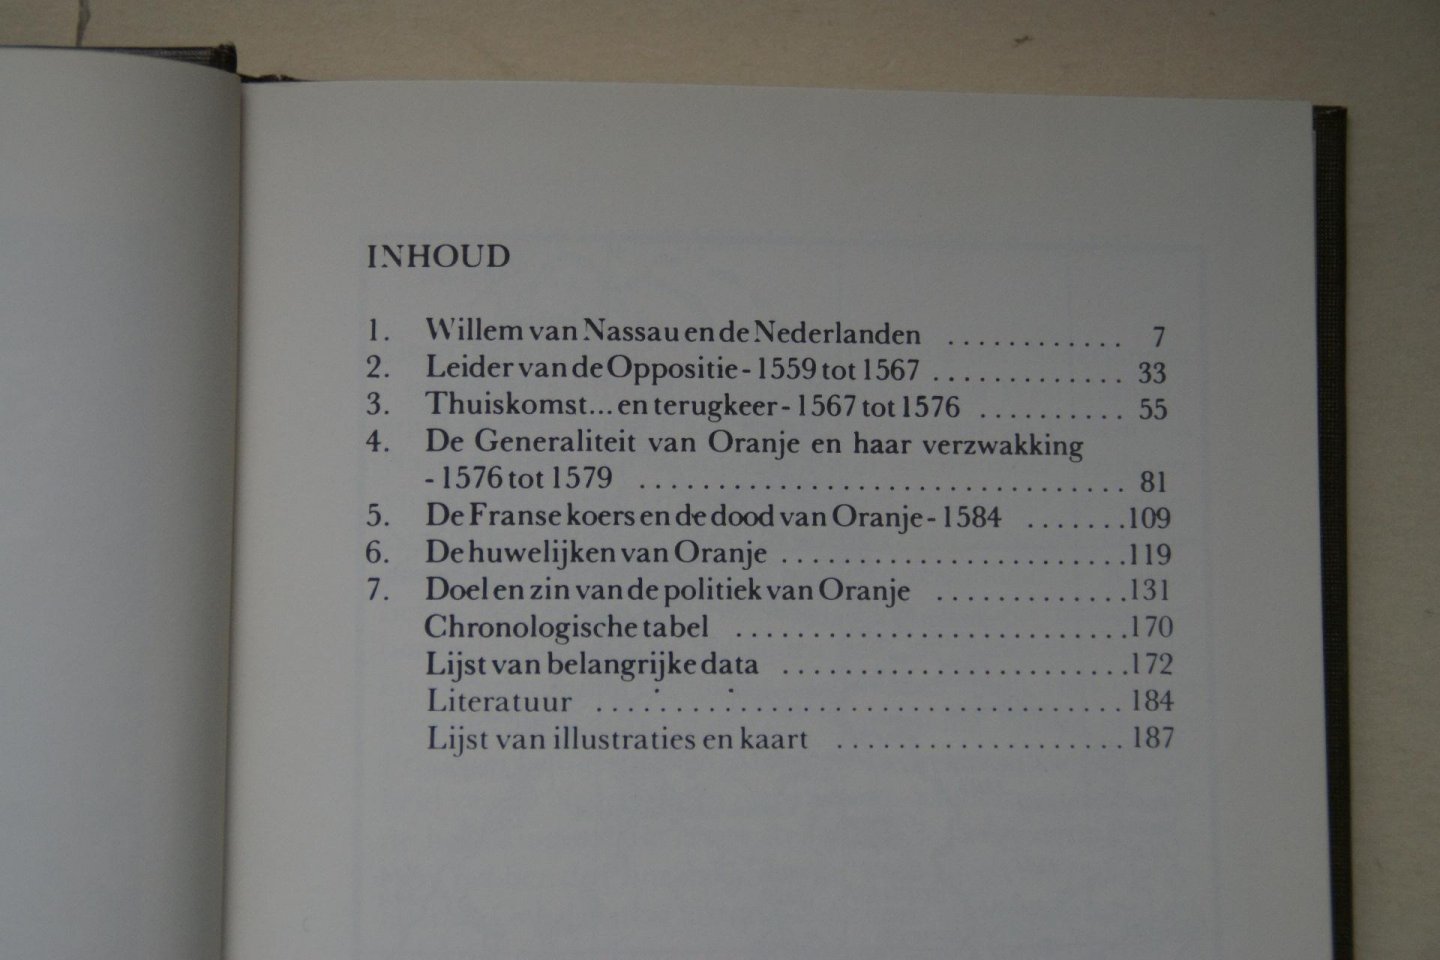 INHOUD
1. Willem van Nassau en de Nederlanden ............ 7
2. Leider van de Oppositie - 1559 tot 1567 ............. 33
3. Thuiskomst... en terugkeer - 1567 tot 1576 .......... 55
4. De Generaliteit van Oranje en haar verzwakking
- 1576 tot 1579 ................................ 81
5. De Franse koers en de dood van Oranje - 1584 .......109
6. De huwelijken van Oranje .......................119
7. Doel en zin van de politiek van Oranje .............131
Chronologische tabel ..........................170
Lijst van belangrijke data .......................172
Literatuur ................................... 184
Lijst van illustraties en kaart ................... 187